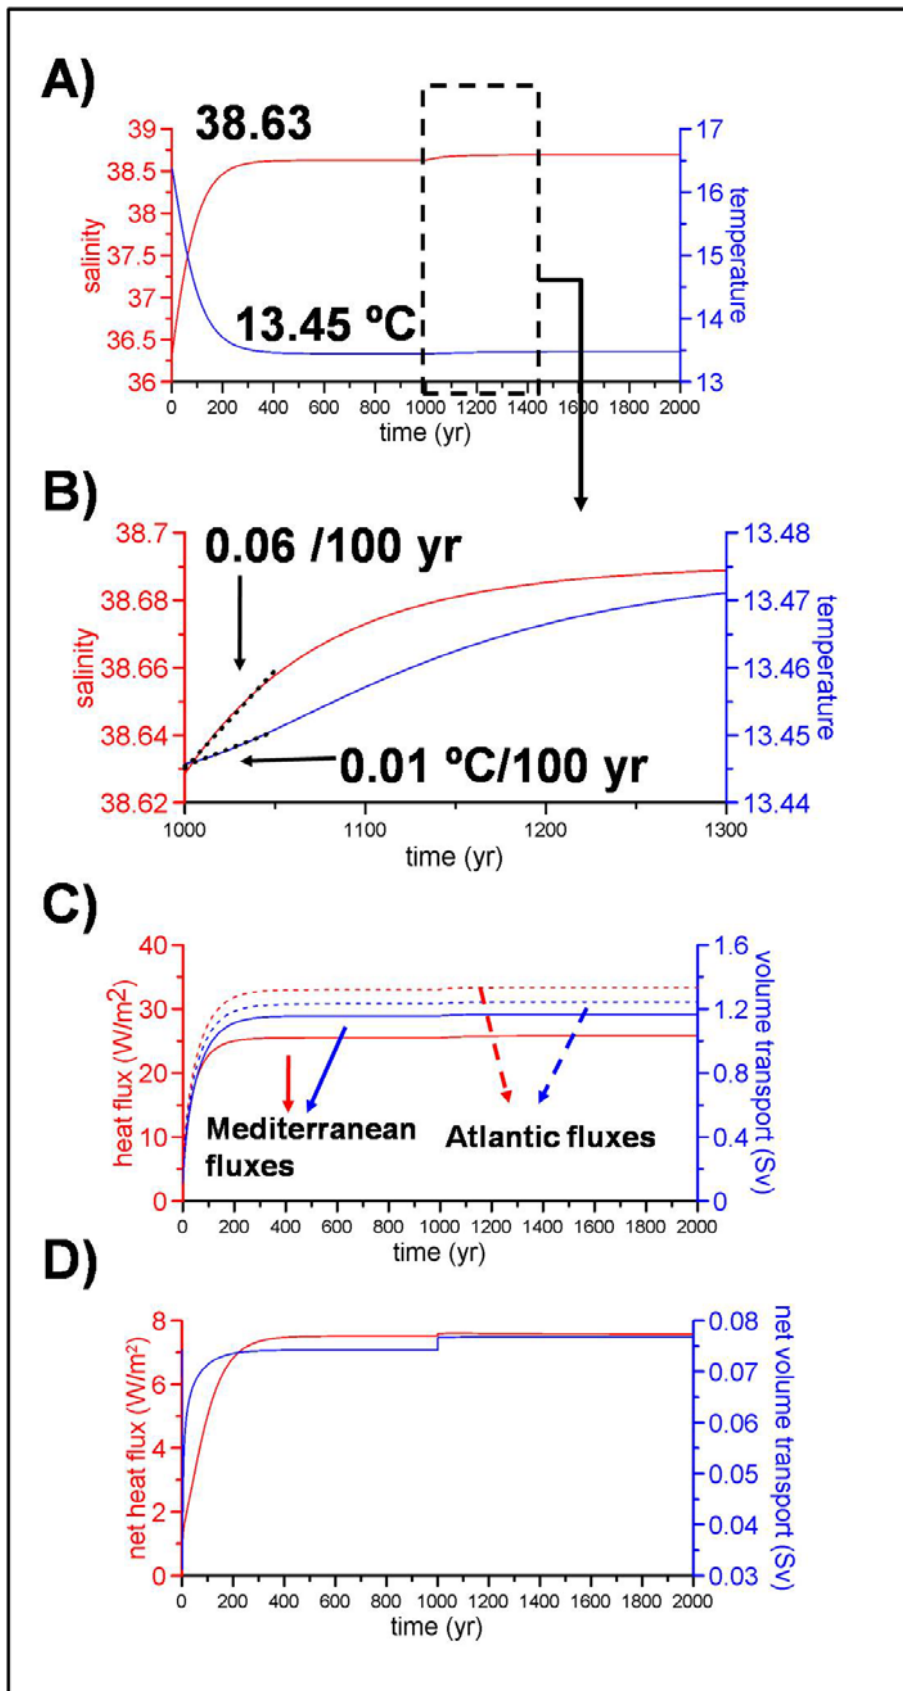 A)
38.63
39
38.5
38
37.5
37
36.5
36
salinity
17
16
15
14
13
temperature
13.45 ºC
0 200 400 600 800 1000 1200 1400 1600 1800 2000
time (yr)
B)
0.06 /100 yr
38.7
38.68
38.66
38.64
38.62
salinity
13.48
13.47
13.46
13.45
13.44
temperature
0.01 ºC/100 yr
1000 1100 1200 1300
time (yr)
C)
40
30
20
10
0
heat flux (W/m2)
1.6
1.2
0.8
0.4
0
volume transport (Sv)
Mediterranean
fluxes
Atlantic fluxes
0 200 400 600 800 1000 1200 1400 1600 1800 2000
time (yr)
D)
8
6
4
2
0
net heat flux (W/m²)
0.08
0.07
0.06
0.05
0.04
0.03
net volume transport (Sv)
0 200 400 600 800 1000 1200 1400 1600 1800 2000
time (yr)